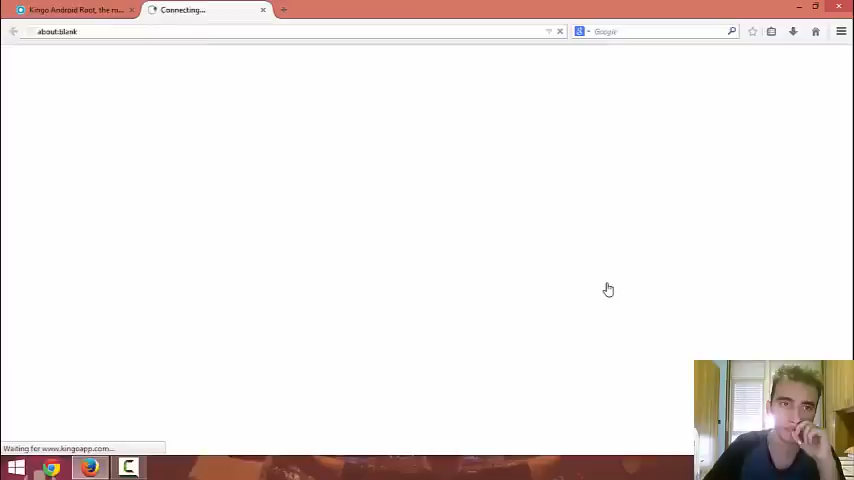 Kingo Android Root, the m...
Connecting...
about:blank
Google
Waiting for www.kingoapp.com...